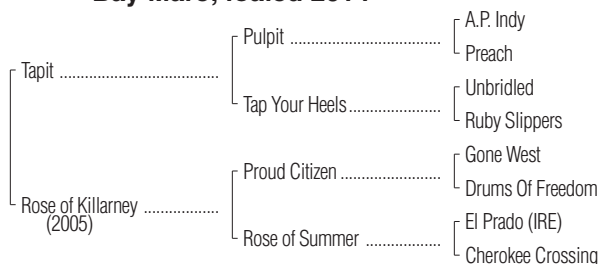 Bay Mare, foaled
A.P. Indy
Pulpit
Preach
Tapit
Unbridled
Tap Your Heels
Ruby Slippers
Gone West
Proud Citizen
Drums Of Freedom
Rose of Killarney
(2005)
El Prado (IRE)
Rose of Summer
Cherokee Crossing